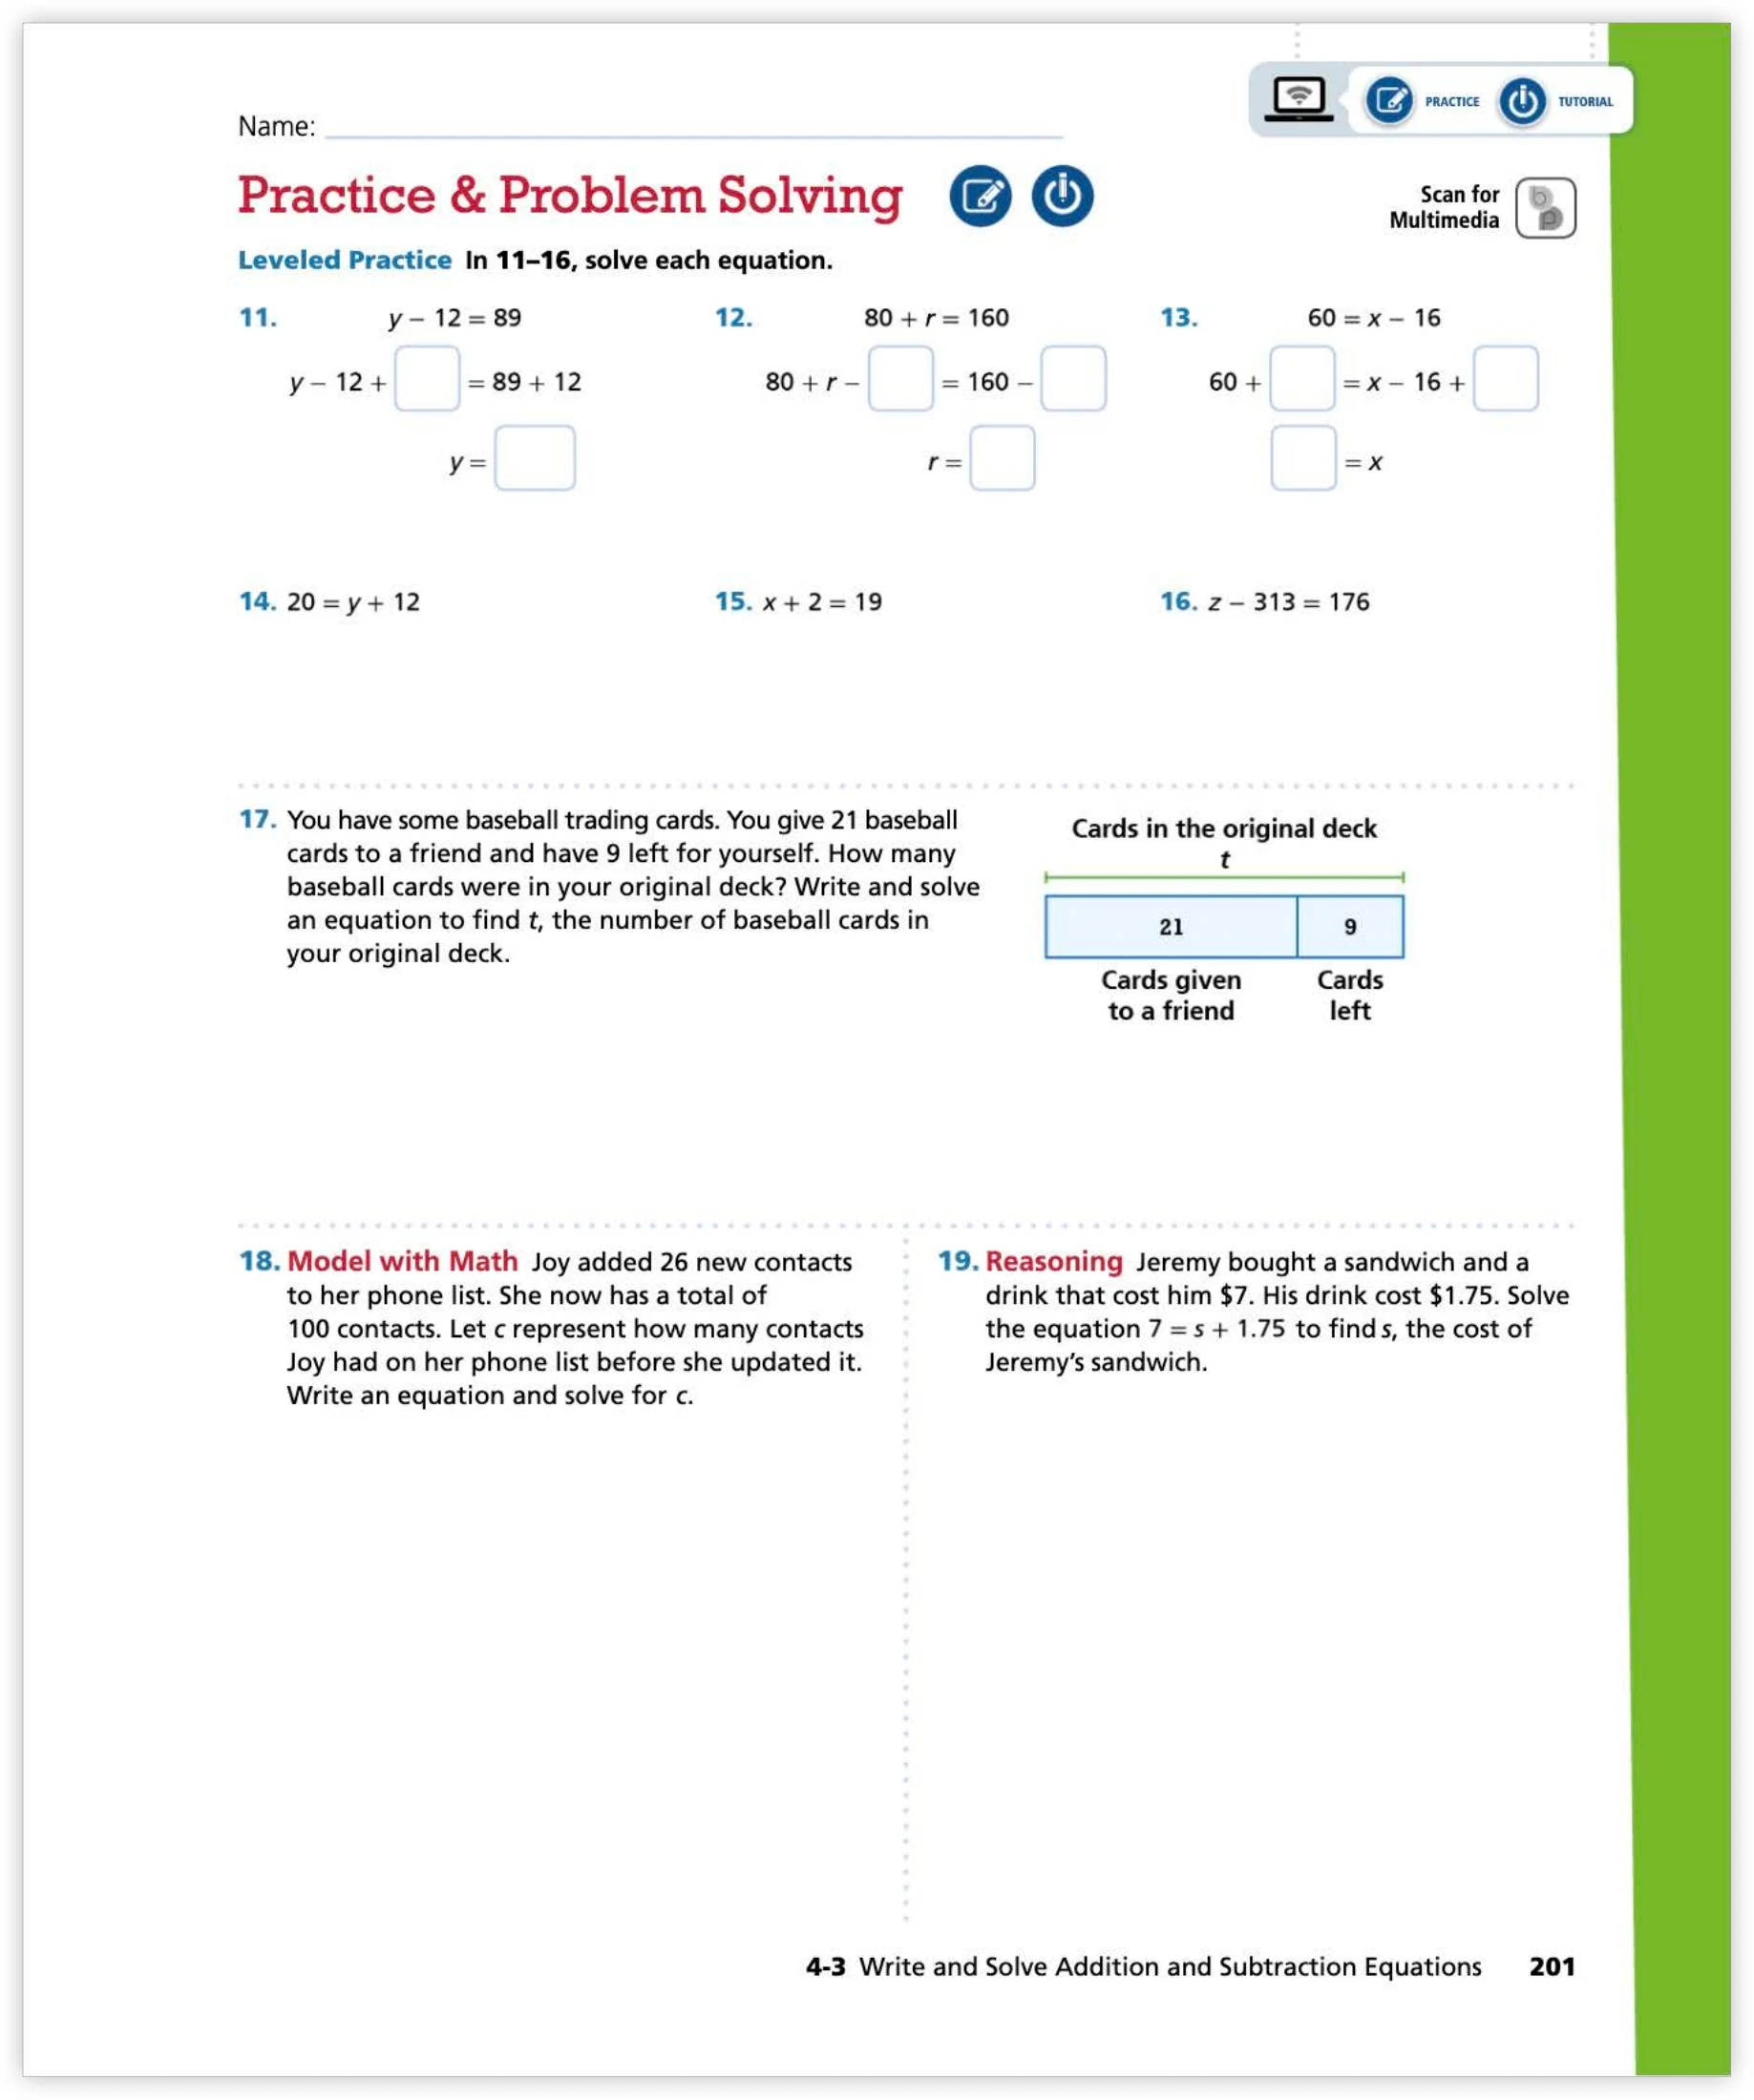 PRACTICE TUTORIAL
Name:
Practice & Problem Solving
Scan for
Multimedia
Leveled Practice In 11–16, solve each equation.
11. y – 12 = 89
y – 12 + = 89 + 12
y =
12. 80 + r = 160
80 + r – = 160 –
r =
13. 60 = x – 16
60 + = x – 16 +
= x
14. 20 = y + 12
15. x + 2 = 19
16. z – 313 = 176
17. You have some baseball trading cards. You give 21 baseball
cards to a friend and have 9 left for yourself. How many
baseball cards were in your original deck? Write and solve
an equation to find t, the number of baseball cards in
your original deck.
Cards in the original deck
t
21 9
Cards given
to a friend
Cards
left
18. Model with Math Joy added 26 new contacts
to her phone list. She now has a total of
100 contacts. Let c represent how many contacts
Joy had on her phone list before she updated it.
Write an equation and solve for c.
19. Reasoning Jeremy bought a sandwich and a
drink that cost him $7. His drink cost $1.75. Solve
the equation 7 = s + 1.75 to find s, the cost of
Jeremy's sandwich.
4-3 Write and Solve Addition and Subtraction Equations 201